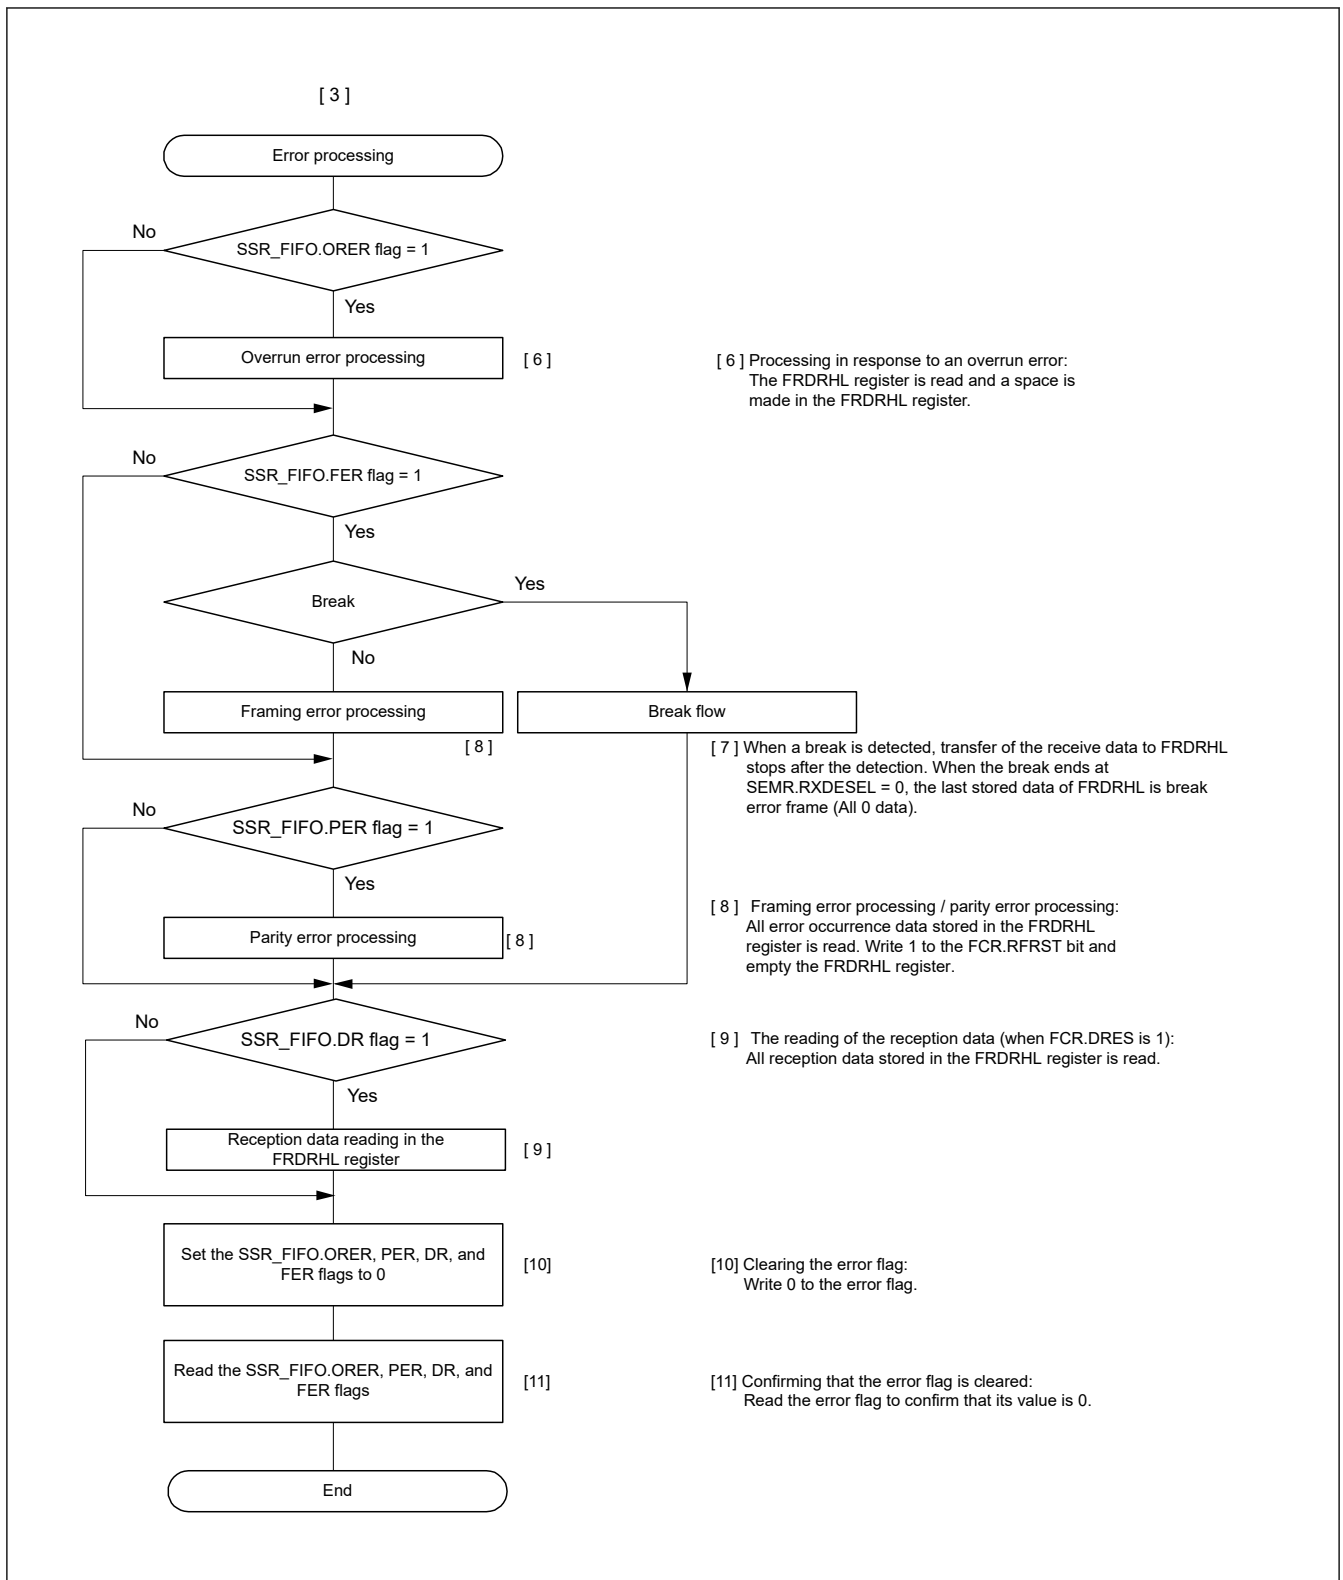 [ 3 ]
Error processing
No
SSR_FIFO.ORER flag = 1
Yes
Overrun error processing
[ 6 ]
[ 6 ] Processing in response to an overrun error:
The FRDRHL register is read and a space is
made in the FRDRHL register.
No
SSR_FIFO.FER flag = 1
Yes
Break
Yes
No
Framing error processing
Break flow
[ 8 ]
[ 7 ] When a break is detected, transfer of the receive data to FRDRHL
stops after the detection. When the break ends at
SEMR.RXDESEL = 0, the last stored data of FRDRHL is break
error frame (All 0 data).
No
SSR_FIFO.PER flag = 1
Yes
Parity error processing
[ 8 ]
[ 8 ] Framing error processing / parity error processing:
All error occurrence data stored in the FRDRHL
register is read. Write 1 to the FCR.RFRST bit and
empty the FRDRHL register.
No
SSR_FIFO.DR flag = 1
Yes
[ 9 ] The reading of the reception data (when FCR.DRES is 1):
All reception data stored in the FRDRHL register is read.
Reception data reading in the
FRDRHL register
[ 9 ]
Set the SSR_FIFO.ORER, PER, DR, and
FER flags to 0
[10]
[10] Clearing the error flag:
Write 0 to the error flag.
Read the SSR_FIFO.ORER, PER, DR, and
FER flags
[11]
[11] Confirming that the error flag is cleared:
Read the error flag to confirm that its value is 0.
End